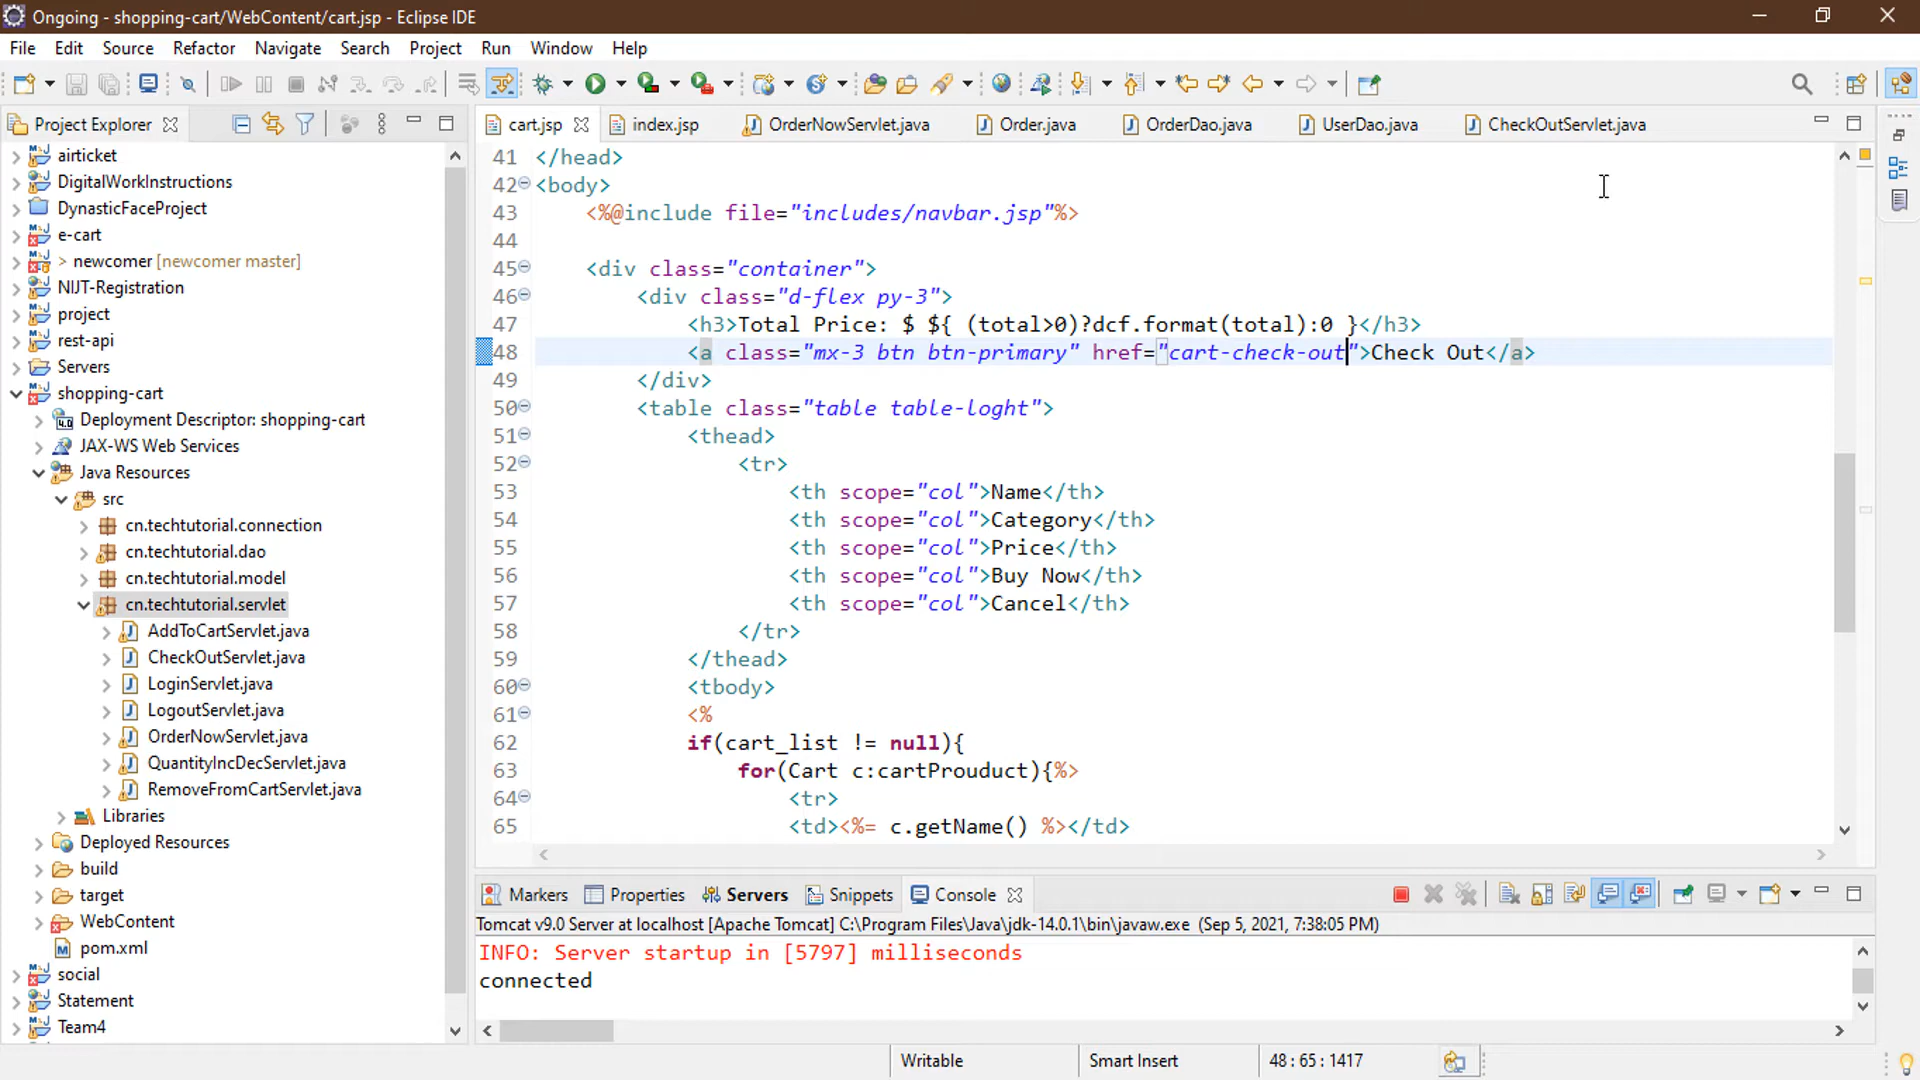 Ongoing - shopping-cart/WebContent/cart.jsp - Eclipse IDE
File Edit Source Refactor Navigate Search Project Run Window Help
Project Explorer
airticket
DigitalWorkInstructions
DynasticFaceProject
e-cart
> newcomer [newcomer master]
NIJT-Registration
project
rest-api
Servers
shopping-cart
Deployment Descriptor: shopping-cart
JAX-WS Web Services
Java Resources
src
cn.techtutorial.connection
cn.techtutorial.dao
cn.techtutorial.model
cn.techtutorial.servlet
AddToCartServlet.java
CheckOutServlet.java
LoginServlet.java
LogoutServlet.java
OrderNowServlet.java
QuantityIncDecServlet.java
RemoveFromCartServlet.java
Libraries
Deployed Resources
build
target
WebContent
pom.xml
social
Statement
Team4
cart.jsp index.jsp OrderNowServlet.java Order.java OrderDao.java UserDao.java CheckOutServlet.java
41 </head>
42 <body>
43 <%@include file="includes/navbar.jsp"%>
44
45 <div class="container">
46 <div class="d-flex py-3">
47 <h3>Total Price: $ ${ (total>0)?dcf.format(total):0 }</h3>
48 <a class="mx-3 btn btn-primary" href="cart-check-out">Check Out</a>
49 </div>
50 <table class="table table-loght">
51 <thead>
52 <tr>
53 <th scope="col">Name</th>
54 <th scope="col">Category</th>
55 <th scope="col">Price</th>
56 <th scope="col">Buy Now</th>
57 <th scope="col">Cancel</th>
58 </tr>
59 </thead>
60 <tbody>
61 <%
62 if(cart_list != null){
63 for(Cart c:cartProuduct){%>
64 <tr>
65 <td><%= c.getName() %></td>
Markers Properties Servers Snippets Console
Tomcat v9.0 Server at localhost [Apache Tomcat] C:\Program Files\Java\jdk-14.0.1\bin\javaw.exe (Sep 5, 2021, 7:38:05 PM)
INFO: Server startup in [5797] milliseconds
connected
Writable Smart Insert 48 : 65 : 1417